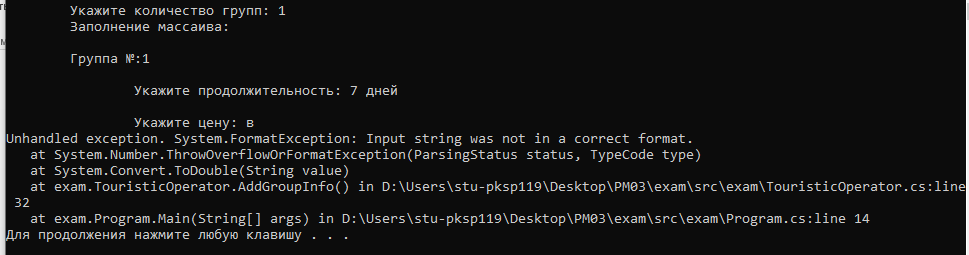 Укажите количество групп: 1
Заполнение массаива:
Группа №:1
Укажите продолжительность: 7 дней
Укажите цену: в
Unhandled exception. System.FormatException: Input string was not in a correct format.
at System.Number.ThrowOverflowOrFormatException(ParsingStatus status, TypeCode type)
at System.Convert.ToDouble(String value)
at exam.TouristicOperator.AddGroupInfo() in D:\Users\stu-pksp119\Desktop\PM03\exam\src\exam\TouristicOperator.cs:line
32
at exam.Program.Main(String[] args) in D:\Users\stu-pksp119\Desktop\PM03\exam\src\exam\Program.cs:line 14
Для продолжения нажмите любую клавишу . . .